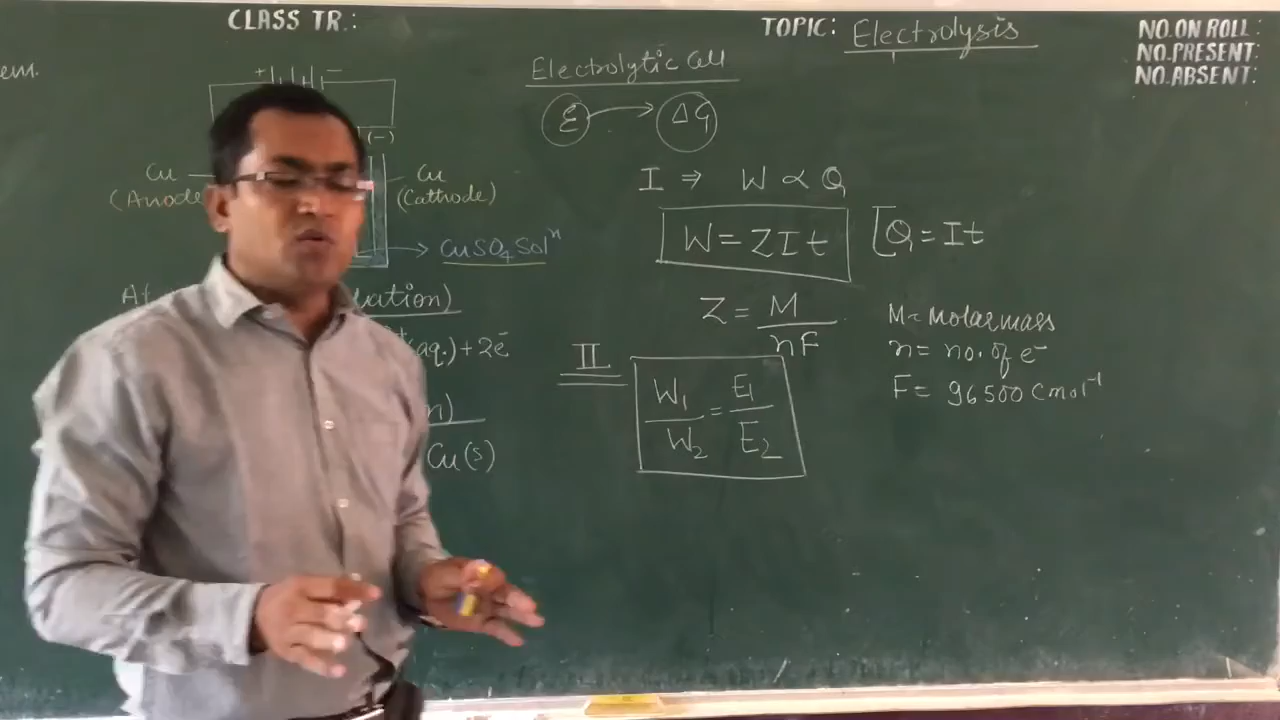 CLASS TR.:
TOPIC: Electrolysis
NO. ON ROLL:
NO. PRESENT:
NO. ABSENT:
+ −
(−)
Cu
(Anode
Cu
(Cathode)
CuSO₄ Solⁿ
(aq.) + 2e⁻
Cu(s)
Electrolytic Cell
E → ΔG
I ⇒ W ∝ Q
W = ZIt [Q = It
Z = M/nF
M = Molar mass
n = no. of e⁻
F = 96500 C mol⁻¹
II W₁/W₂ = E₁/E₂